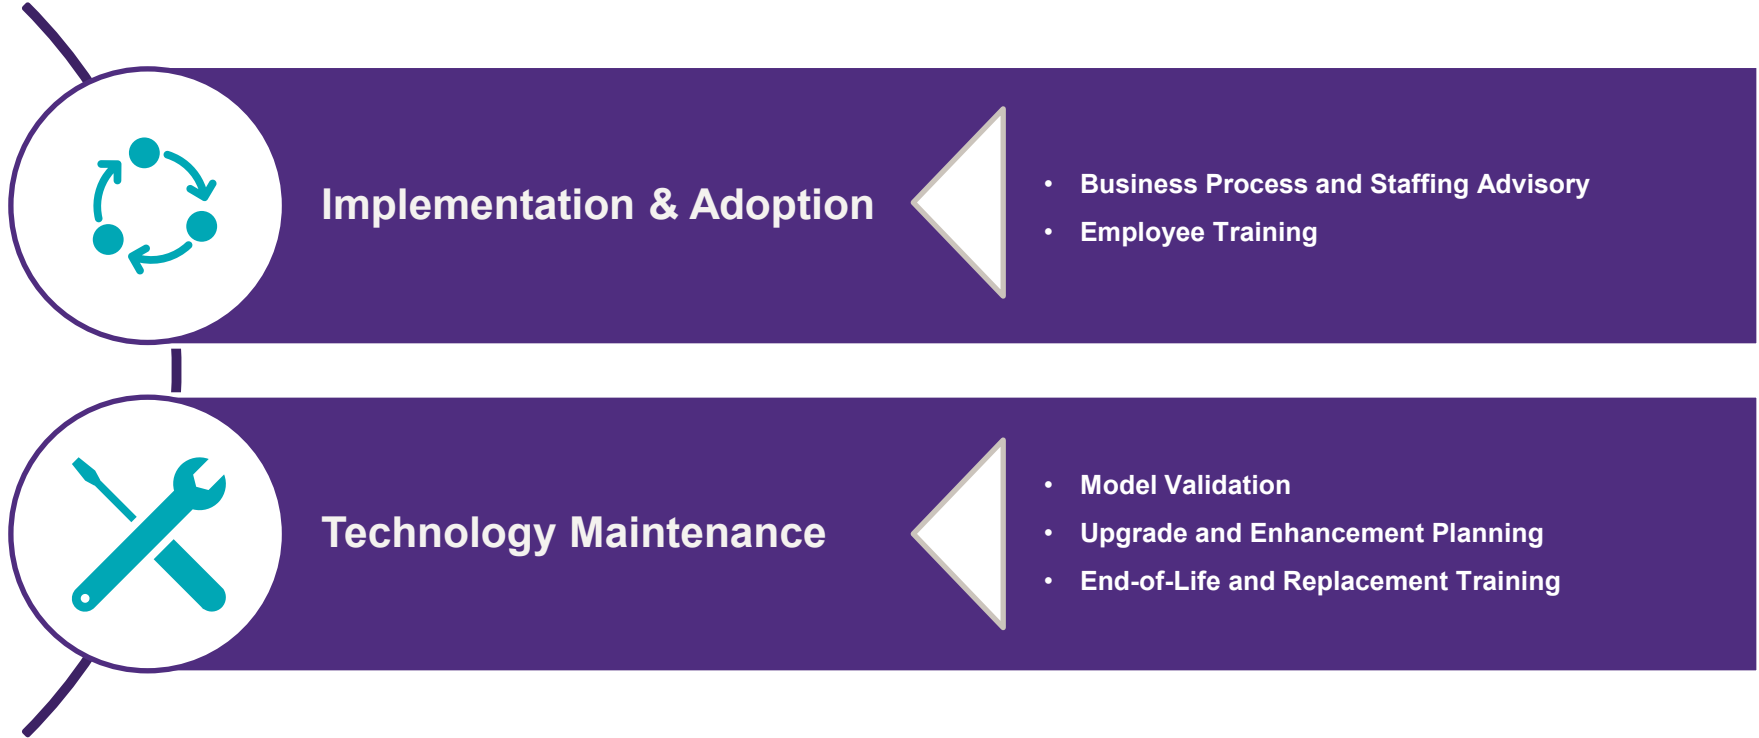 Implementation & Adoption
• Business Process and Staffing Advisory
• Employee Training
Technology Maintenance
• Model Validation
• Upgrade and Enhancement Planning
• End-of-Life and Replacement Training